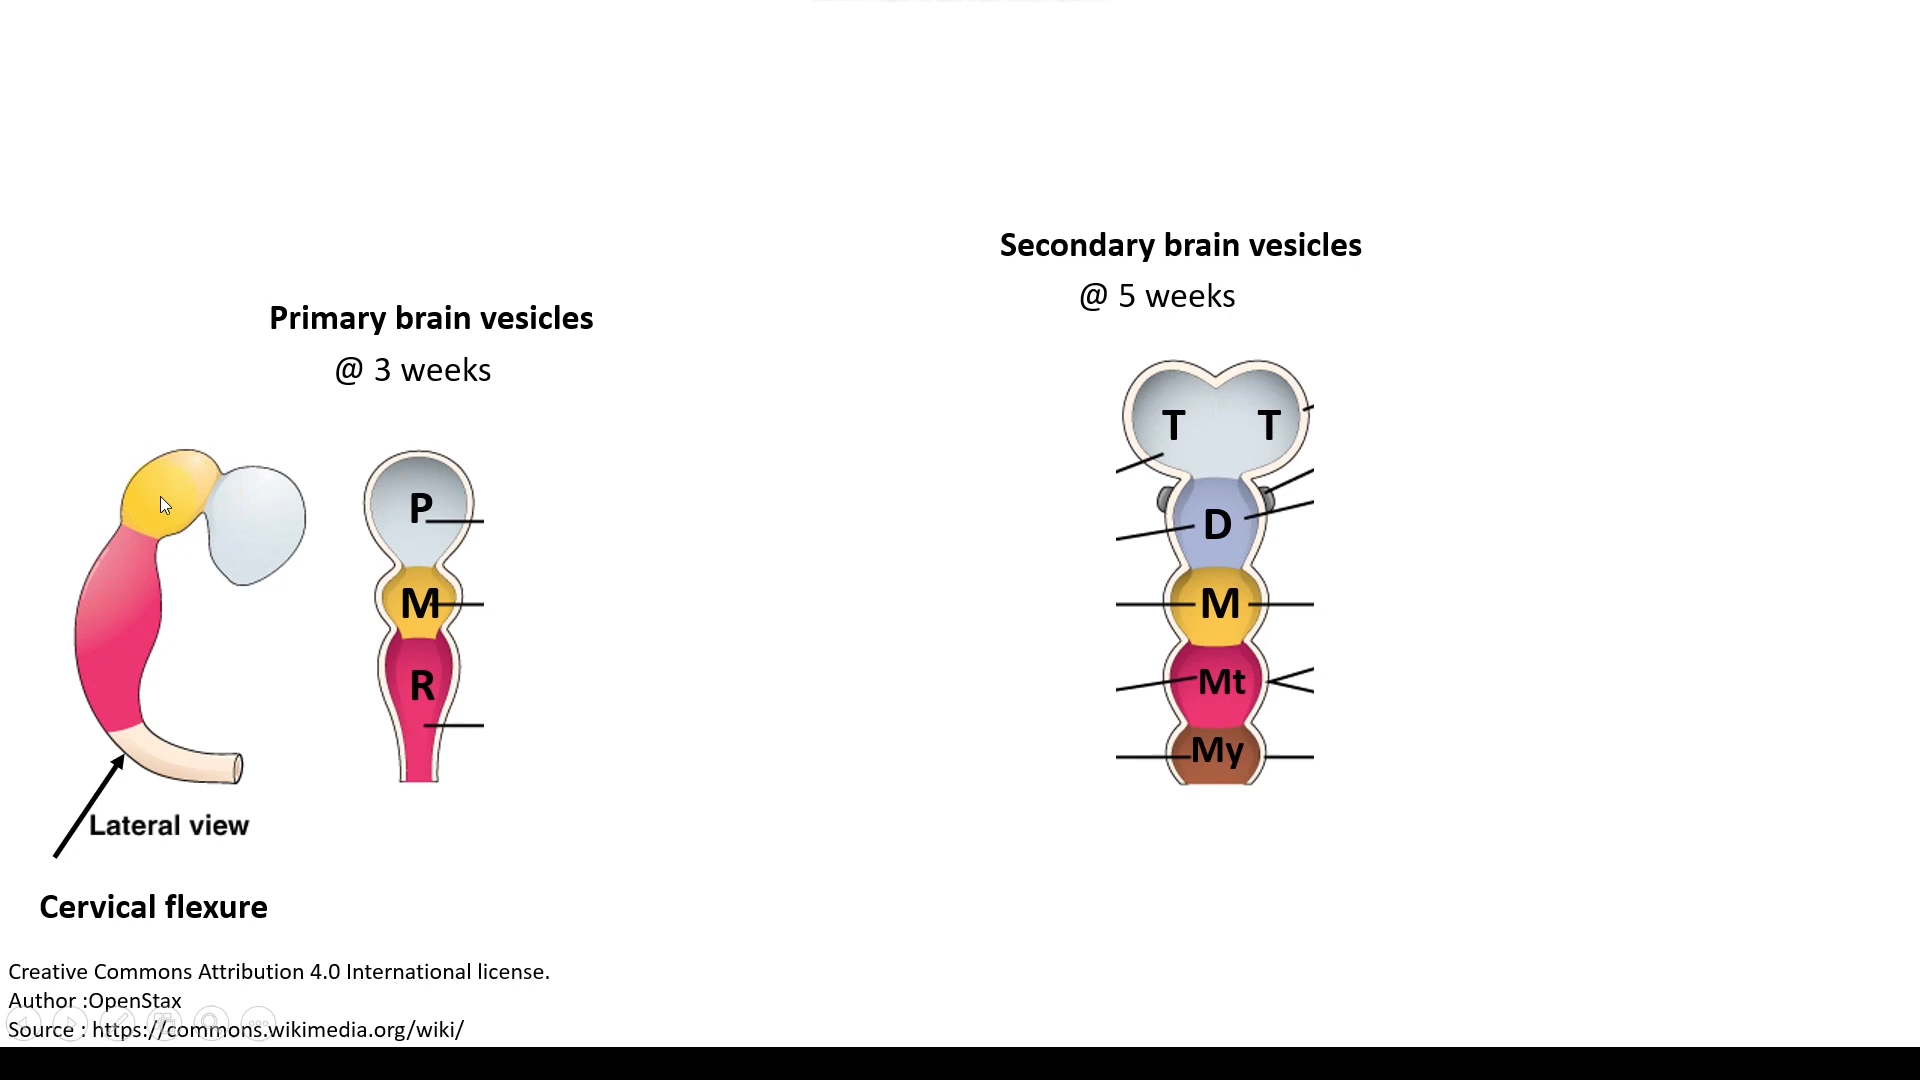 Secondary brain vesicles
@ 5 weeks
Primary brain vesicles
@ 3 weeks
T T
P
D
M
M
R
Mt
My
Lateral view
Cervical flexure
Creative Commons Attribution 4.0 International license.
Author :OpenStax
Source : https://commons.wikimedia.org/wiki/